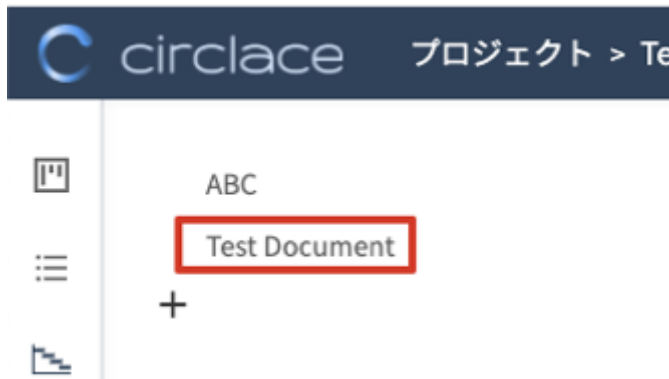 circlace プロジェクト > Te
ABC
Test Document
+